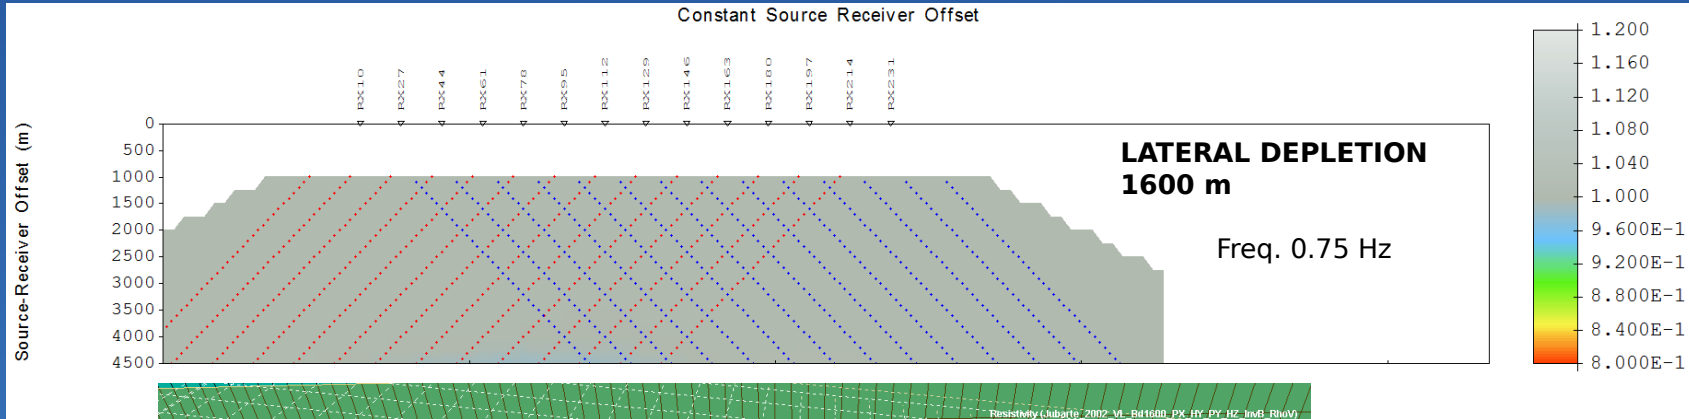 Constant Source Receiver Offset
RX10
RX27
RX44
RX61
RX78
RX95
RX112
RX129
RX146
RX163
RX180
RX197
RX214
RX231
Source-Receiver Offset (m)
0
500
1000
1500
2000
2500
3000
3500
4000
4500
LATERAL DEPLETION
1600 m
Freq. 0.75 Hz
1.200
1.160
1.120
1.080
1.040
1.000
9.600E-1
9.200E-1
8.800E-1
8.400E-1
8.000E-1
Resistivity (Jubarte_2002_VL-Bd1600_PX_HY_PY_HZ_InvB_RhoV)